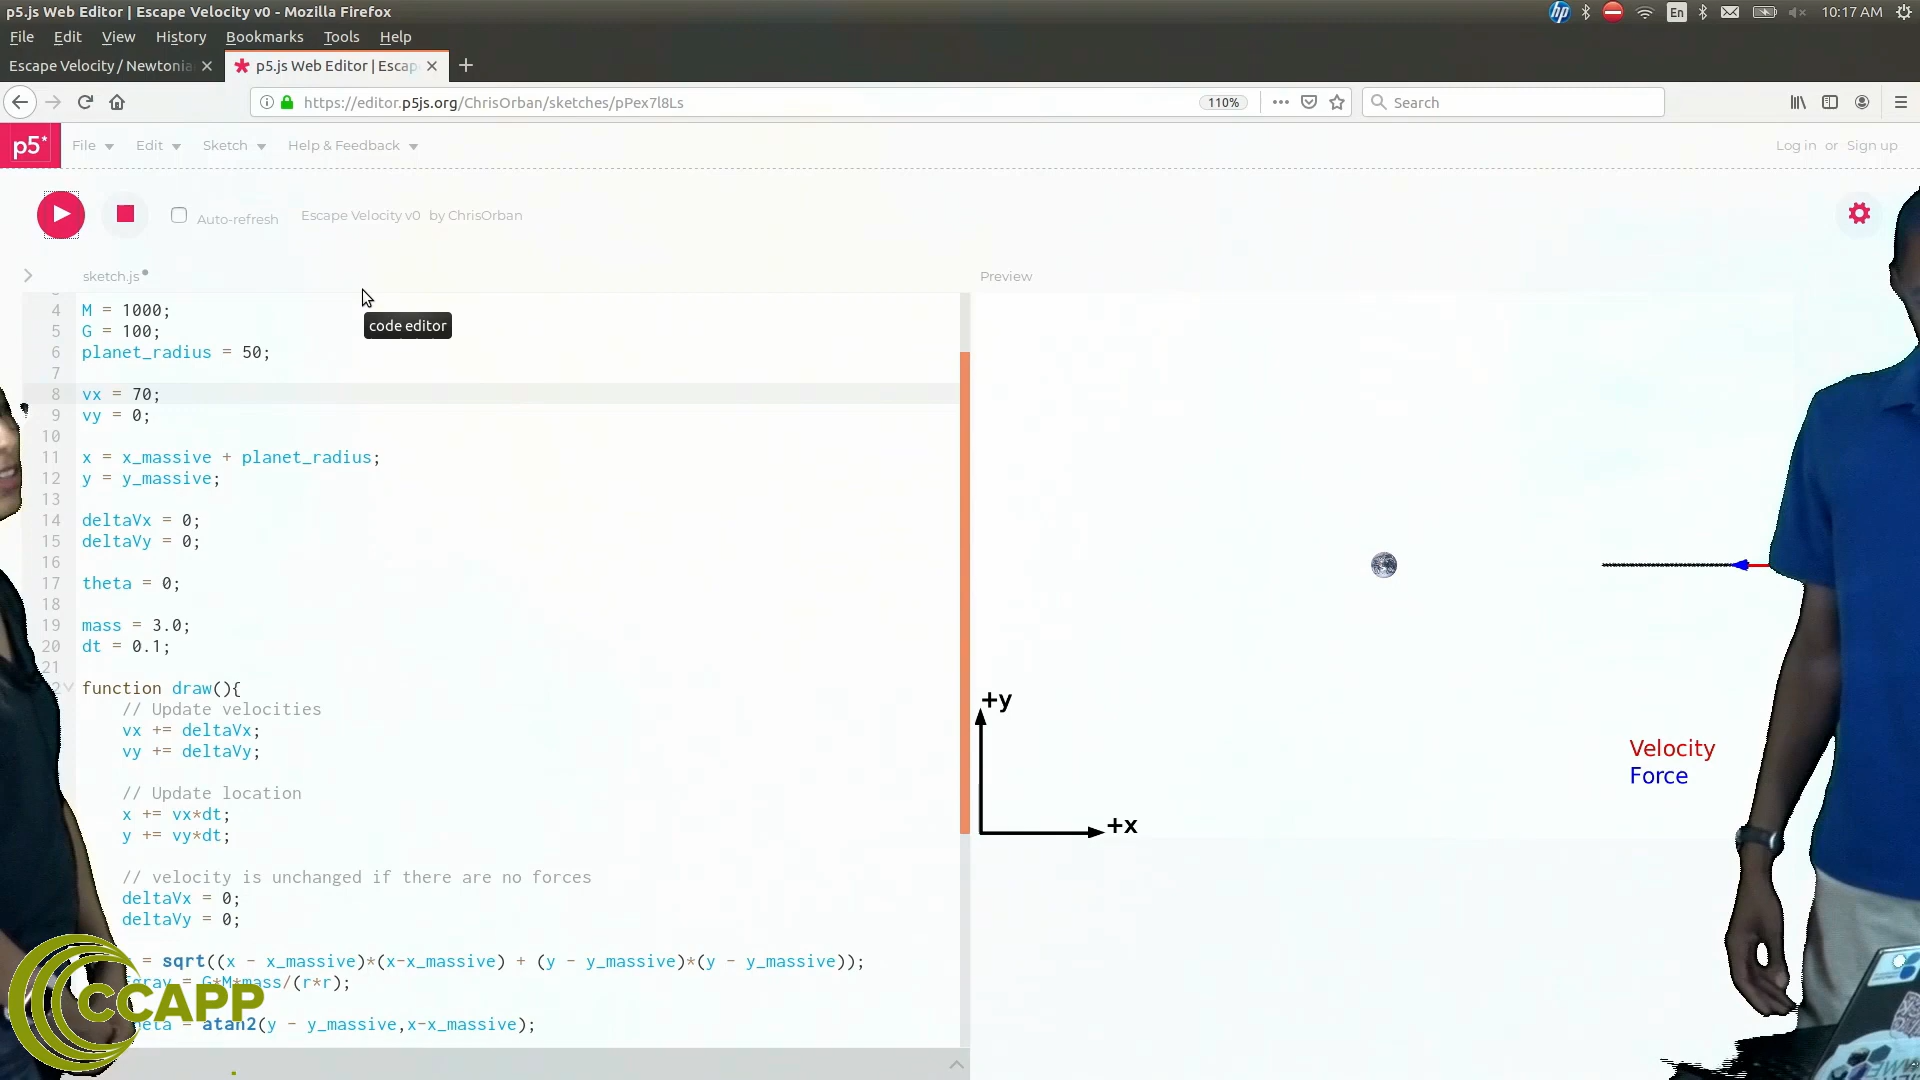 p5.js Web Editor | Escape Velocity v0 - Mozilla Firefox
En
10:17 AM
File Edit View History Bookmarks Tools Help
Escape Velocity / Newtonia
p5.js Web Editor | Escap
https://editor.p5js.org/ChrisOrban/sketches/pPex7l8Ls
110%
Search
p5*
File
Edit
Sketch
Help & Feedback
Log in or Sign up
Auto-refresh
Escape Velocity v0 by ChrisOrban
sketch.js
Preview
4 M = 1000;
5 G = 100;
code editor
6 planet_radius = 50;
7
8 vx = 70;
9 vy = 0;
10
11 x = x_massive + planet_radius;
12 y = y_massive;
13
14 deltaVx = 0;
15 deltaVy = 0;
16
17 theta = 0;
18
19 mass = 3.0;
20 dt = 0.1;
21
function draw(){
// Update velocities
vx += deltaVx;
vy += deltaVy;
// Update location
x += vx*dt;
y += vy*dt;
// velocity is unchanged if there are no forces
deltaVx = 0;
deltaVy = 0;
= sqrt((x - x_massive)*(x-x_massive) + (y - y_massive)*(y - y_massive));
= G*M*mass/(r*r);
= atan2(y - y_massive,x-x_massive);
+y
+x
Velocity
Force
CCAPP